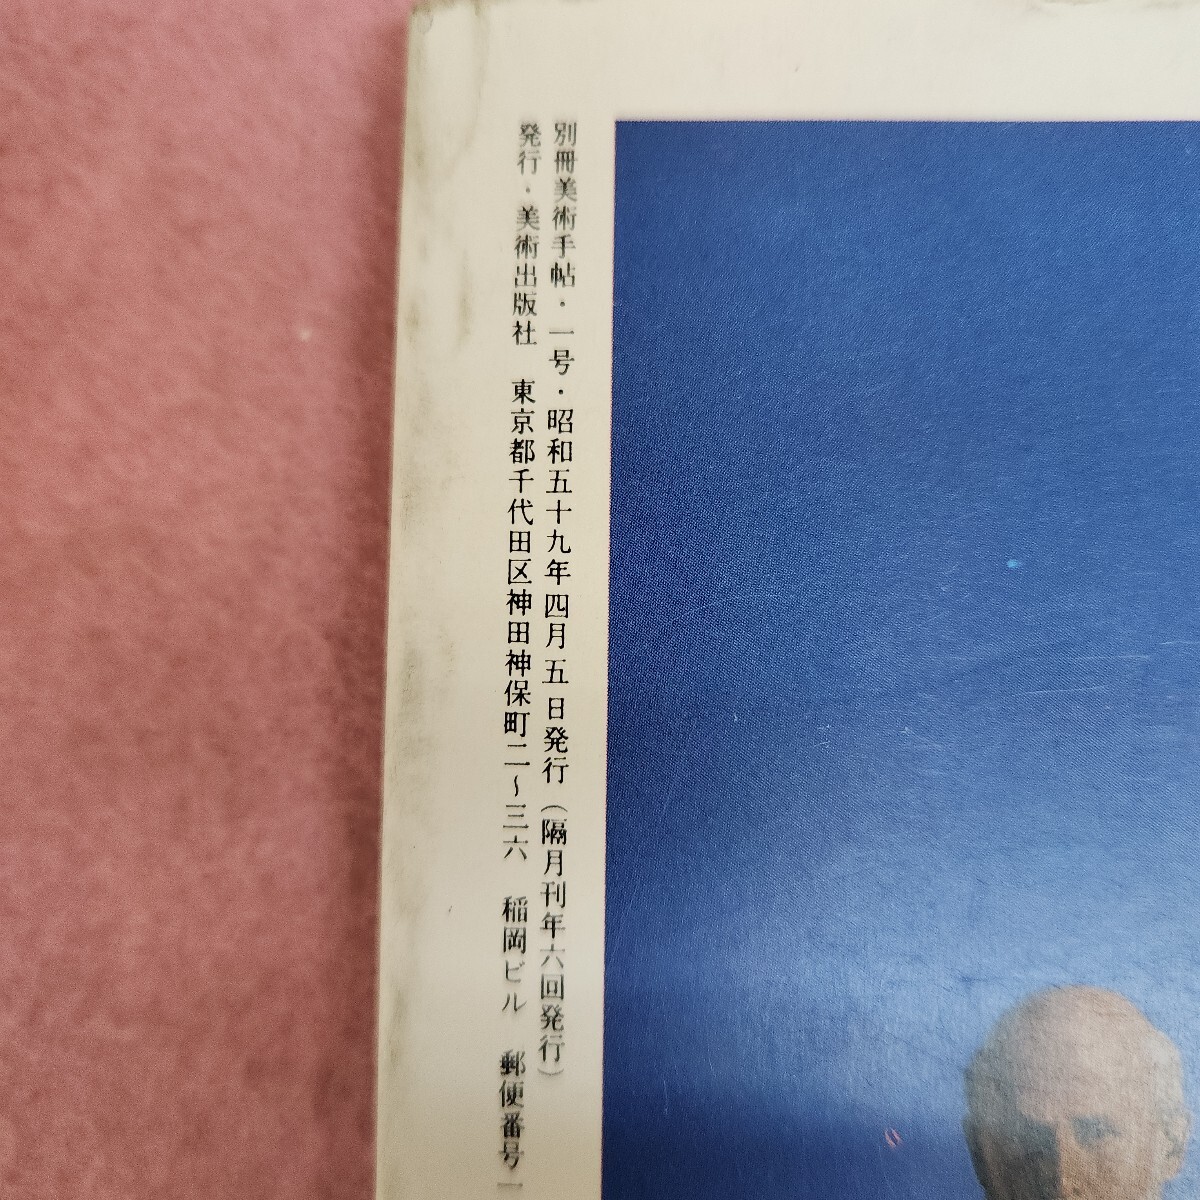 別冊美術手帖・一号・昭和五十九年四月五日発行（隔月刊年六回発行）
発行・美術出版社　東京都千代田区神田神保町二〜三六　稲岡ビル　郵便番号一